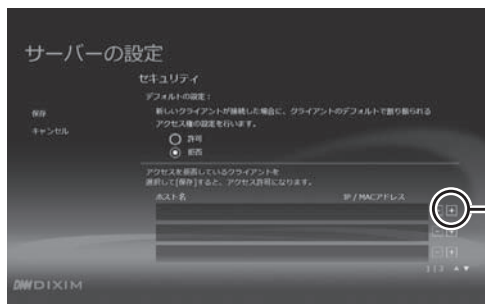 サーバーの設定
セキュリティ
デフォルトの設定：
保存
新しいクライアントが接続した場合に、クライアントのデフォルトで割り振られる
アクセス権の設定を行います。
キャンセル
許可
拒否
アクセスを拒否しているクライアントを
選択して[保存]すると、アクセス許可になります。
ホスト名 IP / MACアドレス
- +
- +
- +
DiXiM